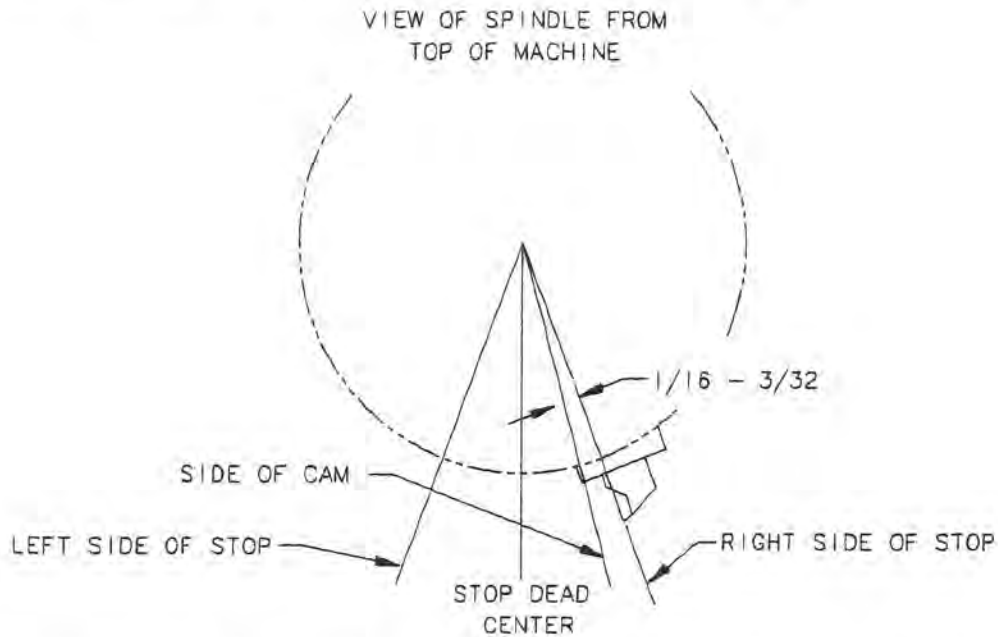 VIEW OF SPINDLE FROM
TOP OF MACHINE
1/16 - 3/32
SIDE OF CAM
LEFT SIDE OF STOP
RIGHT SIDE OF STOP
STOP DEAD
CENTER